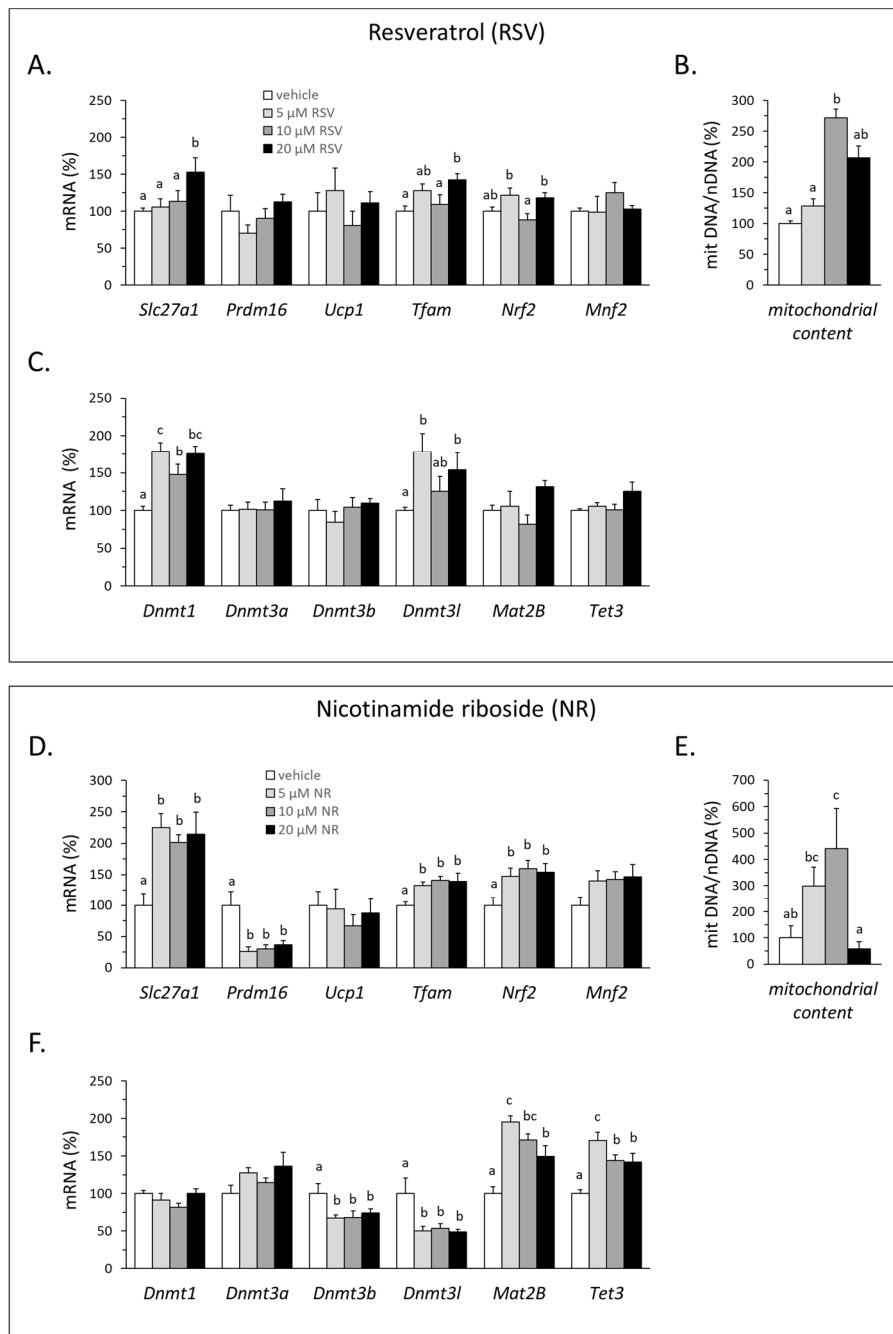 Resveratrol (RSV)
A.
vehicle
5 µM RSV
10 µM RSV
20 µM RSV
mRNA (%)
250
200
150
100
50
0
a a a b
ab
a a b
ab b a b
Slc27a1 Prdm16 Ucp1 Tfam Nrf2 Mnf2
B.
mit DNA/nDNA (%)
300
250
200
150
100
50
0
a a b ab
mitochondrial
content
C.
mRNA (%)
250
200
150
100
50
0
a c b bc
a b ab b
Dnmt1 Dnmt3a Dnmt3b Dnmt3l Mat2B Tet3
Nicotinamide riboside (NR)
D.
vehicle
5 µM NR
10 µM NR
20 µM NR
mRNA (%)
300
250
200
150
100
50
0
a b b b
a b b b
a b b b
a b b b
Slc27a1 Prdm16 Ucp1 Tfam Nrf2 Mnf2
E.
mit DNA/nDNA (%)
700
600
500
400
300
200
100
0
ab bc c a
mitochondrial
content
F.
mRNA (%)
250
200
150
100
50
0
a b b b
a b b b
a c bc b
a c b b
Dnmt1 Dnmt3a Dnmt3b Dnmt3l Mat2B Tet3